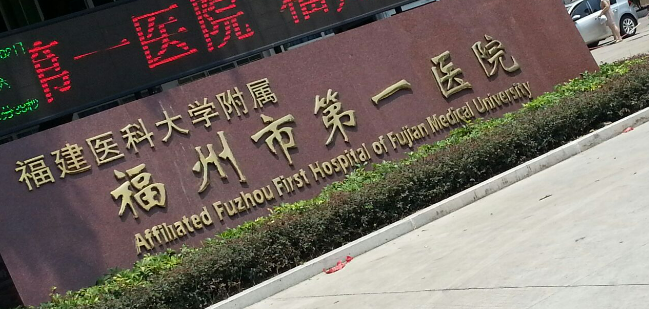 第一医院 福
福建医科大学附属
福州市第一医院
Affiliated Fuzhou First Hospital of Fujian Medical University